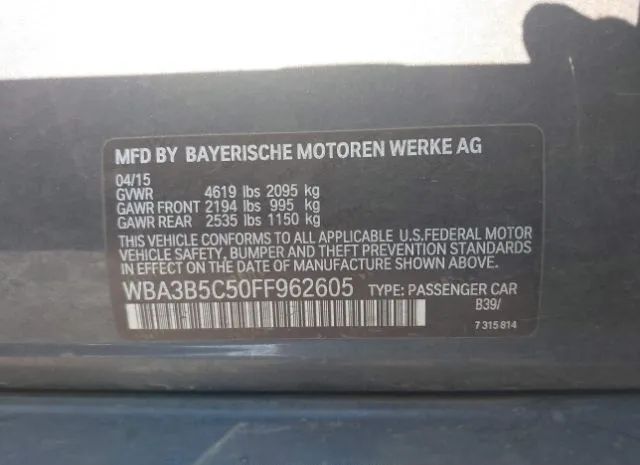 MFD BY BAYERISCHE MOTOREN WERKE AG
04/15
GVWR 4619 lbs 2095 kg
GAWR FRONT 2194 lbs 995 kg
GAWR REAR 2535 lbs 1150 kg
THIS VEHICLE CONFORMS TO ALL APPLICABLE U.S.FEDERAL MOTOR
VEHICLE SAFETY, BUMPER AND THEFT PREVENTION STANDARDS
IN EFFECT ON THE DATE OF MANUFACTURE SHOWN ABOVE.
WBA3B5C50FF962605 TYPE: PASSENGER CAR
B39/
7 315 814